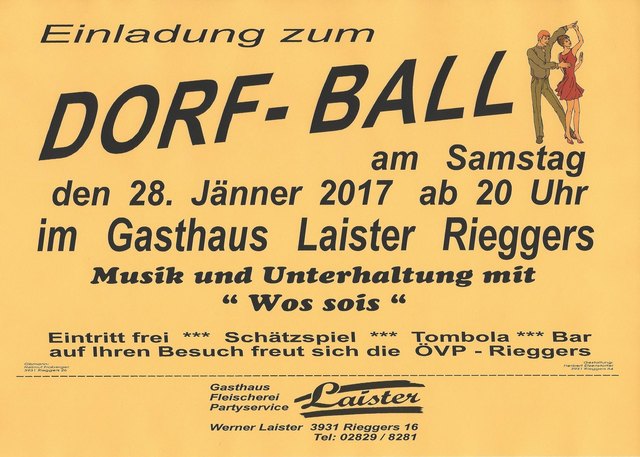 Einladung zum
DORF- BALL
am Samstag
den 28. Jänner 2017 ab 20 Uhr
im Gasthaus Laister Rieggers
Musik und Unterhaltung mit
“ Wos sois “
Eintritt frei *** Schätzspiel *** Tombola *** Bar
auf Ihren Besuch freut sich die ÖVP - Rieggers
3931 Rieggers
Gasthaus
Fleischerei
Partyservice
Laister
Werner Laister 3931 Rieggers 16
Tel: 02829 / 8281